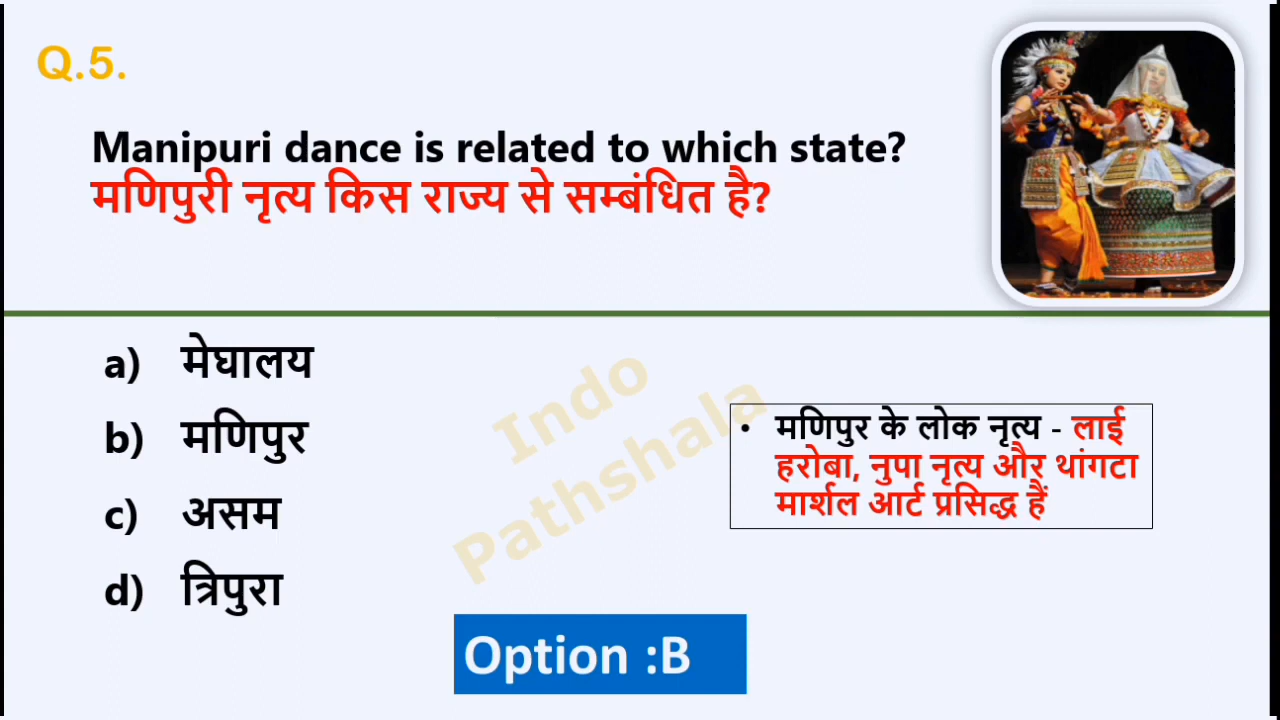 Q.5.
Manipuri dance is related to which state?
मणिपुरी नृत्य किस राज्य से सम्बंधित है?
a) मेघालय
b) मणिपुर
c) असम
d) त्रिपुरा
Indo
Pathshala
• मणिपुर के लोक नृत्य - लाई
हरोबा, नुपा नृत्य और थांगटा
मार्शल आर्ट प्रसिद्ध हैं
Option :B